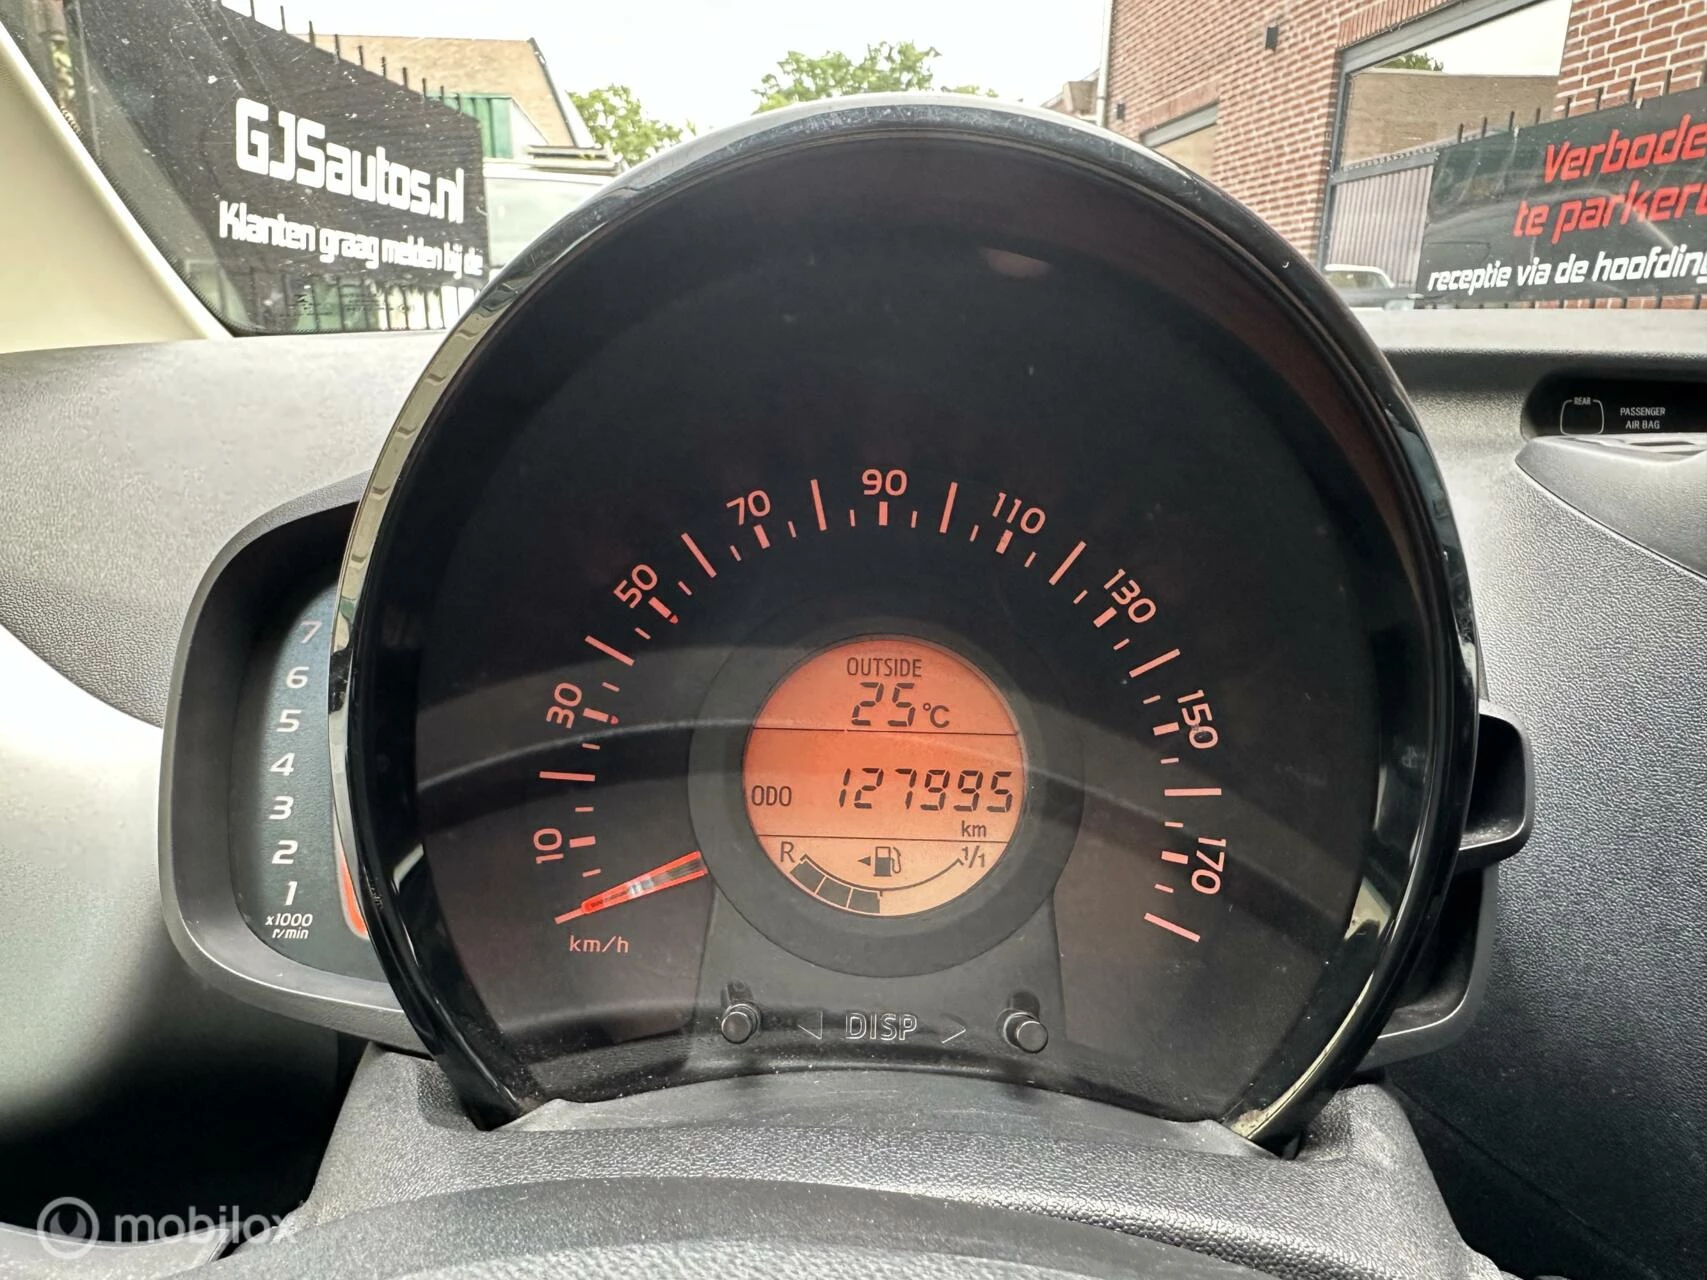 GJSautos.nl
Klanten graag melden bij de
Verbode
te parkere
receptie via de hoofding
REAR
PASSENGER
AIR BAG
7
6
5
4
3
2
1
x1000
r/min
10
30
50
70
90
110
130
150
170
km/h
OUTSIDE
25°C
ODO 127995
km
R 1/1
DISP
mobilox